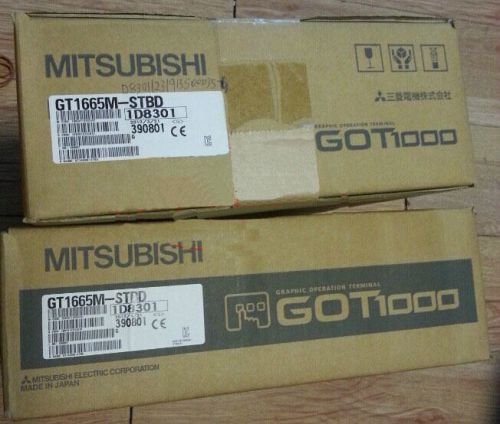 MITSUBISHI
GT1665M-STBD
1D8301
390801
三菱電機株式会社
GRAPHIC OPERATION TERMINAL
GOT1000
MITSUBISHI
GT1665M-STBD
1D8301
390801
GRAPHIC OPERATION TERMINAL
GOT1000
MITSUBISHI ELECTRIC CORPORATION
MADE IN JAPAN